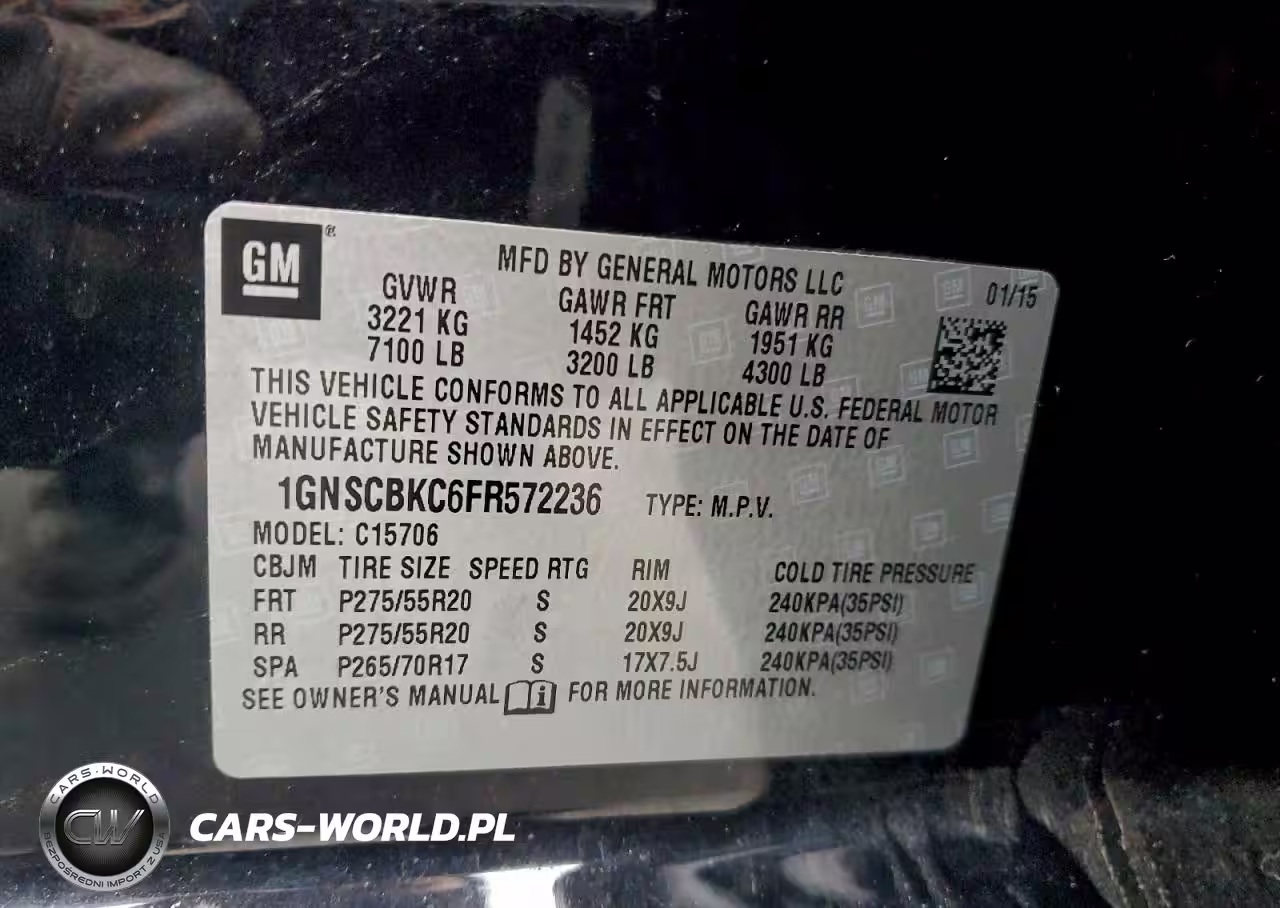 GM®
MFD BY GENERAL MOTORS LLC
01/15
GVWR GAWR FRT GAWR RR
3221 KG 1452 KG 1951 KG
7100 LB 3200 LB 4300 LB
THIS VEHICLE CONFORMS TO ALL APPLICABLE U.S. FEDERAL MOTOR
VEHICLE SAFETY STANDARDS IN EFFECT ON THE DATE OF
MANUFACTURE SHOWN ABOVE.
1GNSCBKC6FR572236 TYPE: M.P.V.
MODEL: C15706
CBJM TIRE SIZE SPEED RTG RIM COLD TIRE PRESSURE
FRT P275/55R20 S 20X9J 240KPA(35PSI)
RR P275/55R20 S 20X9J 240KPA(35PSI)
SPA P265/70R17 S 17X7.5J 240KPA(35PSI)
SEE OWNER'S MANUAL i FOR MORE INFORMATION.
CARS-WORLD
CW
BEZPOŚREDNI IMPORT Z USA
CARS-WORLD.PL